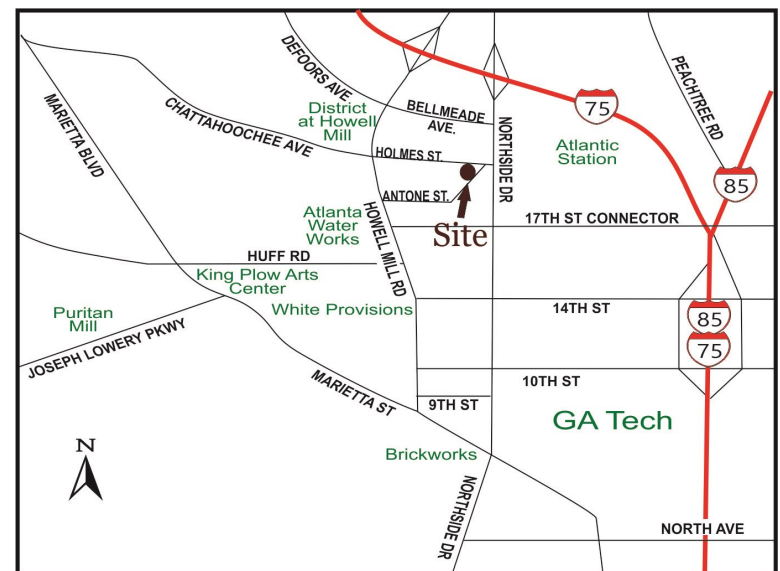 DEFOORS AVE
PEACHTREE RD
MARIETTA BLVD
CHATTAHOOCHEE AVE
District
at Howell
Mill
BELLMEADE
AVE.
75
NORTHSIDE DR
Atlantic
Station
HOLMES ST.
85
ANTONE ST.
Atlanta
Water
Works
HOWELL MILL RD
Site
17TH ST CONNECTOR
HUFF RD
King Plow Arts
Center
White Provisions
14TH ST
Puritan
Mill
85
75
JOSEPH LOWERY PKWY
MARIETTA ST
10TH ST
9TH ST
GA Tech
N
Brickworks
NORTHSIDE DR
NORTH AVE